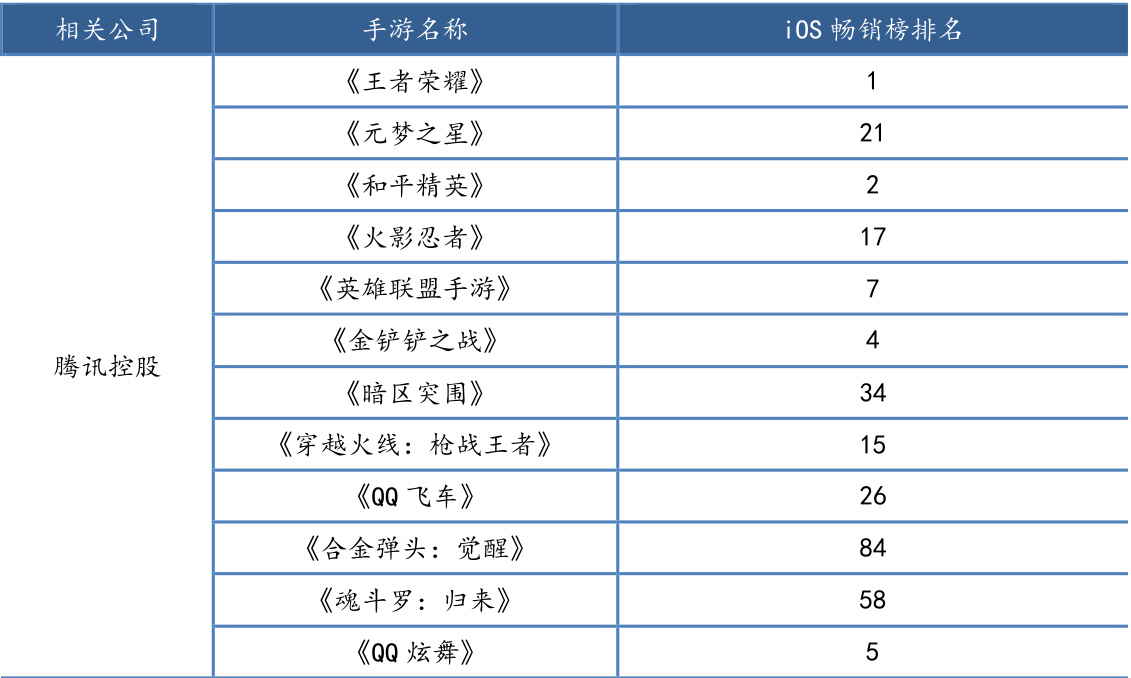 相关公司 手游名称 iOS 畅销榜排名
《王者荣耀》 1
《元梦之星》 21
《和平精英》 2
《火影忍者》 17
《英雄联盟手游》 7
《金铲铲之战》 4
腾讯控股
《暗区突围》 34
《穿越火线：枪战王者》 15
《QQ 飞车》 26
《合金弹头：觉醒》 84
《魂斗罗：归来》 58
《QQ 炫舞》 5